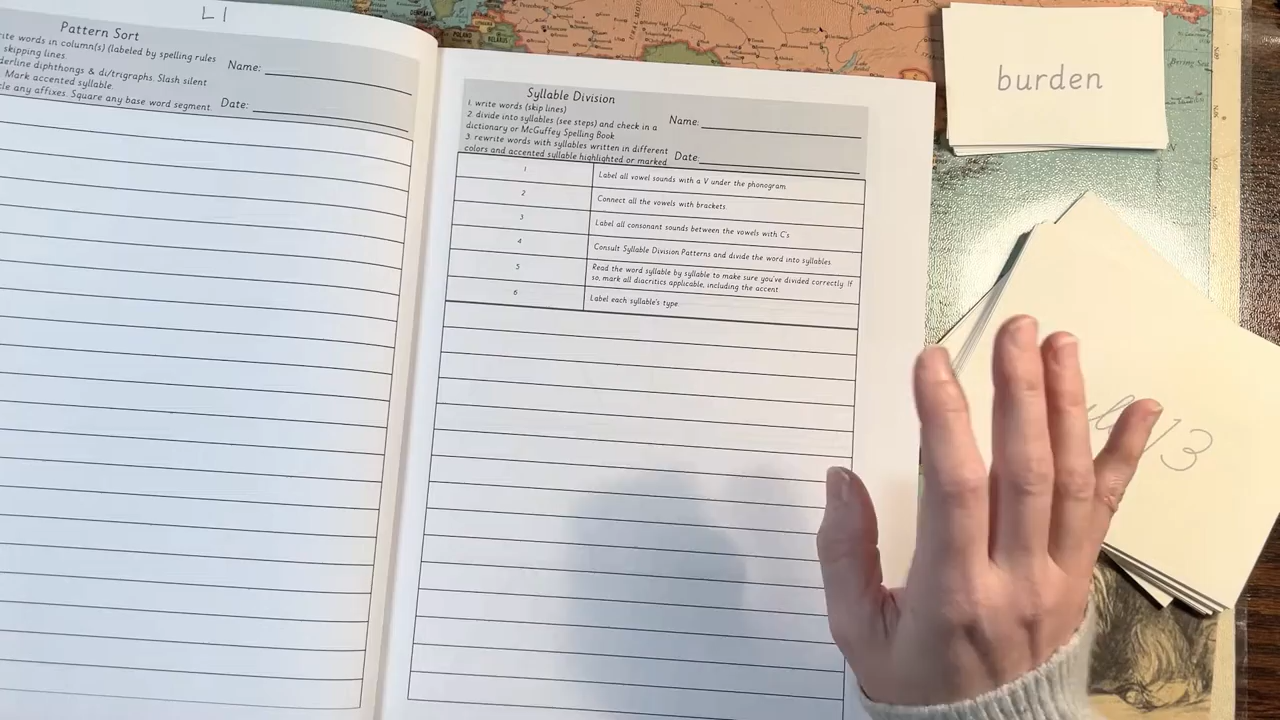 L1
Pattern Sort
rite words in column(s) (labeled by spelling rules
skipping lines.
derline diphthongs & di/trigraphs. Slash silent
Mark accented syllable.
cle any affixes. Square any base word segment.
Name:
Date:
Syllable Division
1. write words (skip lines)
2. divide into syllables (see steps) and check in a
dictionary or McGuffey Spelling Book
3. rewrite words with syllables written in different
colors and accented syllable highlighted or marked
Name:
Date:
1 Label all vowel sounds with a V under the phonogram
2 Connect all the vowels with brackets.
3 Label all consonant sounds between the vowels with C's
4 Consult Syllable Division Patterns and divide the word into syllables.
5 Read the word syllable by syllable to make sure you've divided correctly. If
so, mark all diacritics applicable, including the accent
6 Label each syllable's type
burden
13
GERMANY
POLAND
BELARUS
Bering Sea